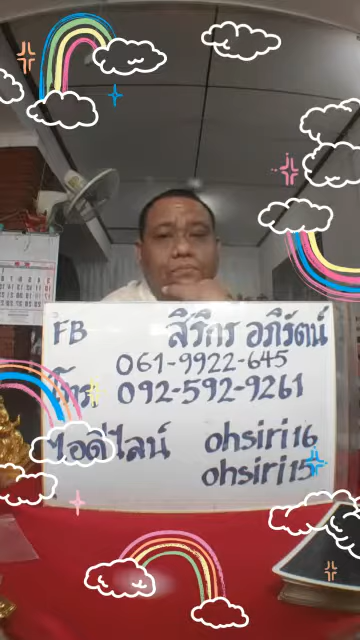 FB สิริกร อภิรัตน์
061-9922-645
โทร. 092-592-9261
ไอดีไลน์ ohsiri16
ohsiri15